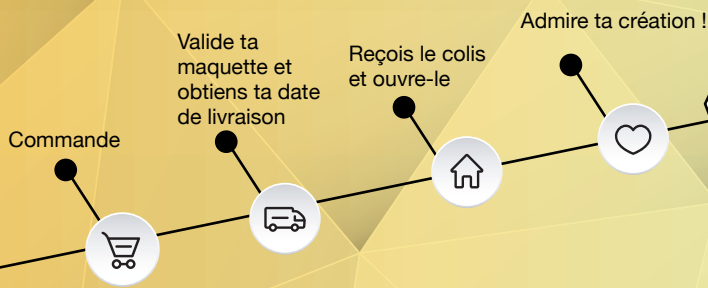 Commande
Valide ta
maquette et
obtiens ta date
de livraison
Reçois le colis
et ouvre-le
Admire ta création !